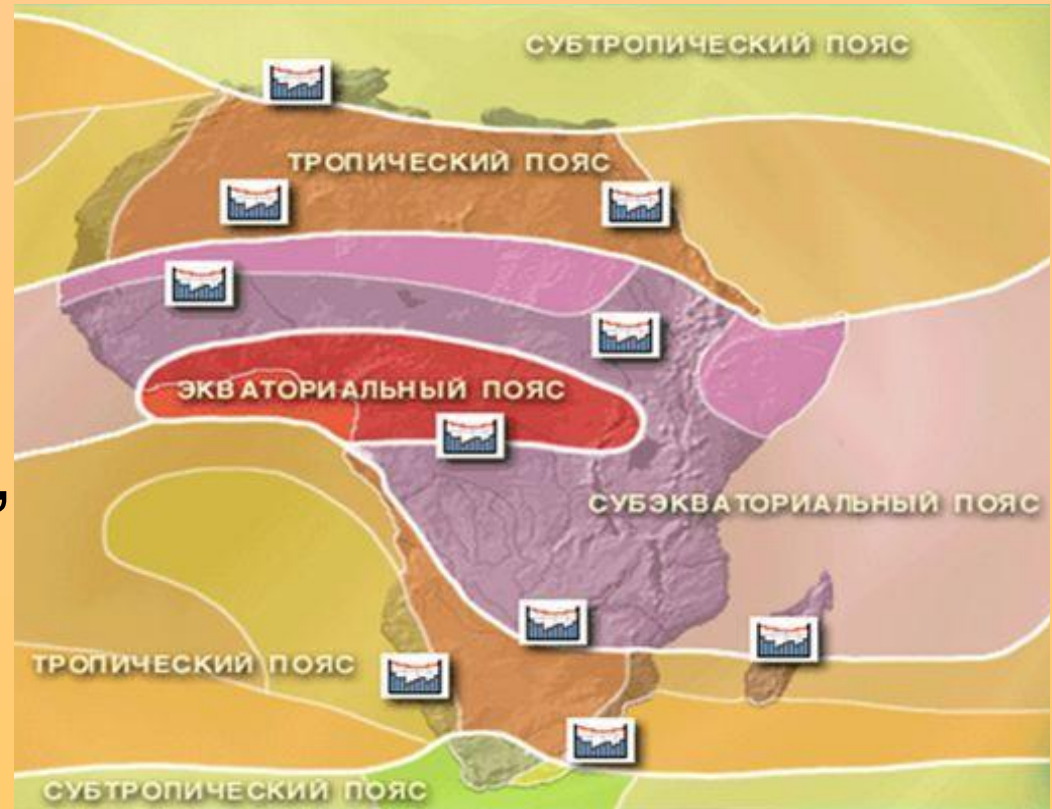 СУБТРОПИЧЕСКИЙ ПОЯС
ТРОПИЧЕСКИЙ ПОЯС
ЭКВАТОРИАЛЬНЫЙ ПОЯС
,
СУБЭКВАТОРИАЛЬНЫЙ ПОЯС
ТРОПИЧЕСКИЙ ПОЯС
СУБТРОПИЧЕСКИЙ ПОЯС